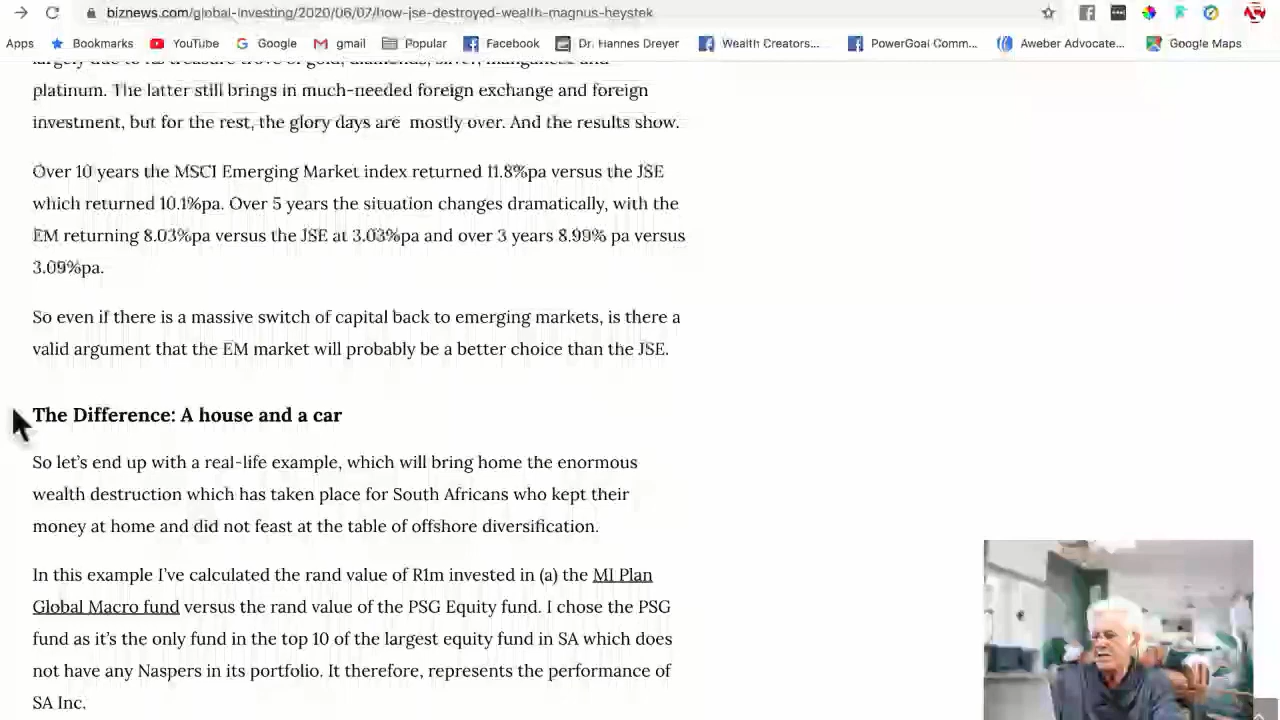 biznews.com/global-investing/2020/06/07/how-jse-destroyed-wealth-magnus-heystek
Apps Bookmarks YouTube Google gmail Popular Facebook Dr. Hannes Dreyer Wealth Creators... PowerGoal Comm... Aweber Advocate... Google Maps
largely due to its treasure trove of gold, diamonds, silver, manganese and
platinum. The latter still brings in much-needed foreign exchange and foreign
investment, but for the rest, the glory days are mostly over. And the results show.
Over 10 years the MSCI Emerging Market index returned 11.8%pa versus the JSE
which returned 10.1%pa. Over 5 years the situation changes dramatically, with the
EM returning 8.03%pa versus the JSE at 3.03%pa and over 3 years 8.99% pa versus
3.09%pa.
So even if there is a massive switch of capital back to emerging markets, is there a
valid argument that the EM market will probably be a better choice than the JSE.
The Difference: A house and a car
So let's end up with a real-life example, which will bring home the enormous
wealth destruction which has taken place for South Africans who kept their
money at home and did not feast at the table of offshore diversification.
In this example I've calculated the rand value of R1m invested in (a) the MI Plan
Global Macro fund versus the rand value of the PSG Equity fund. I chose the PSG
fund as it's the only fund in the top 10 of the largest equity fund in SA which does
not have any Naspers in its portfolio. It therefore, represents the performance of
SA Inc.